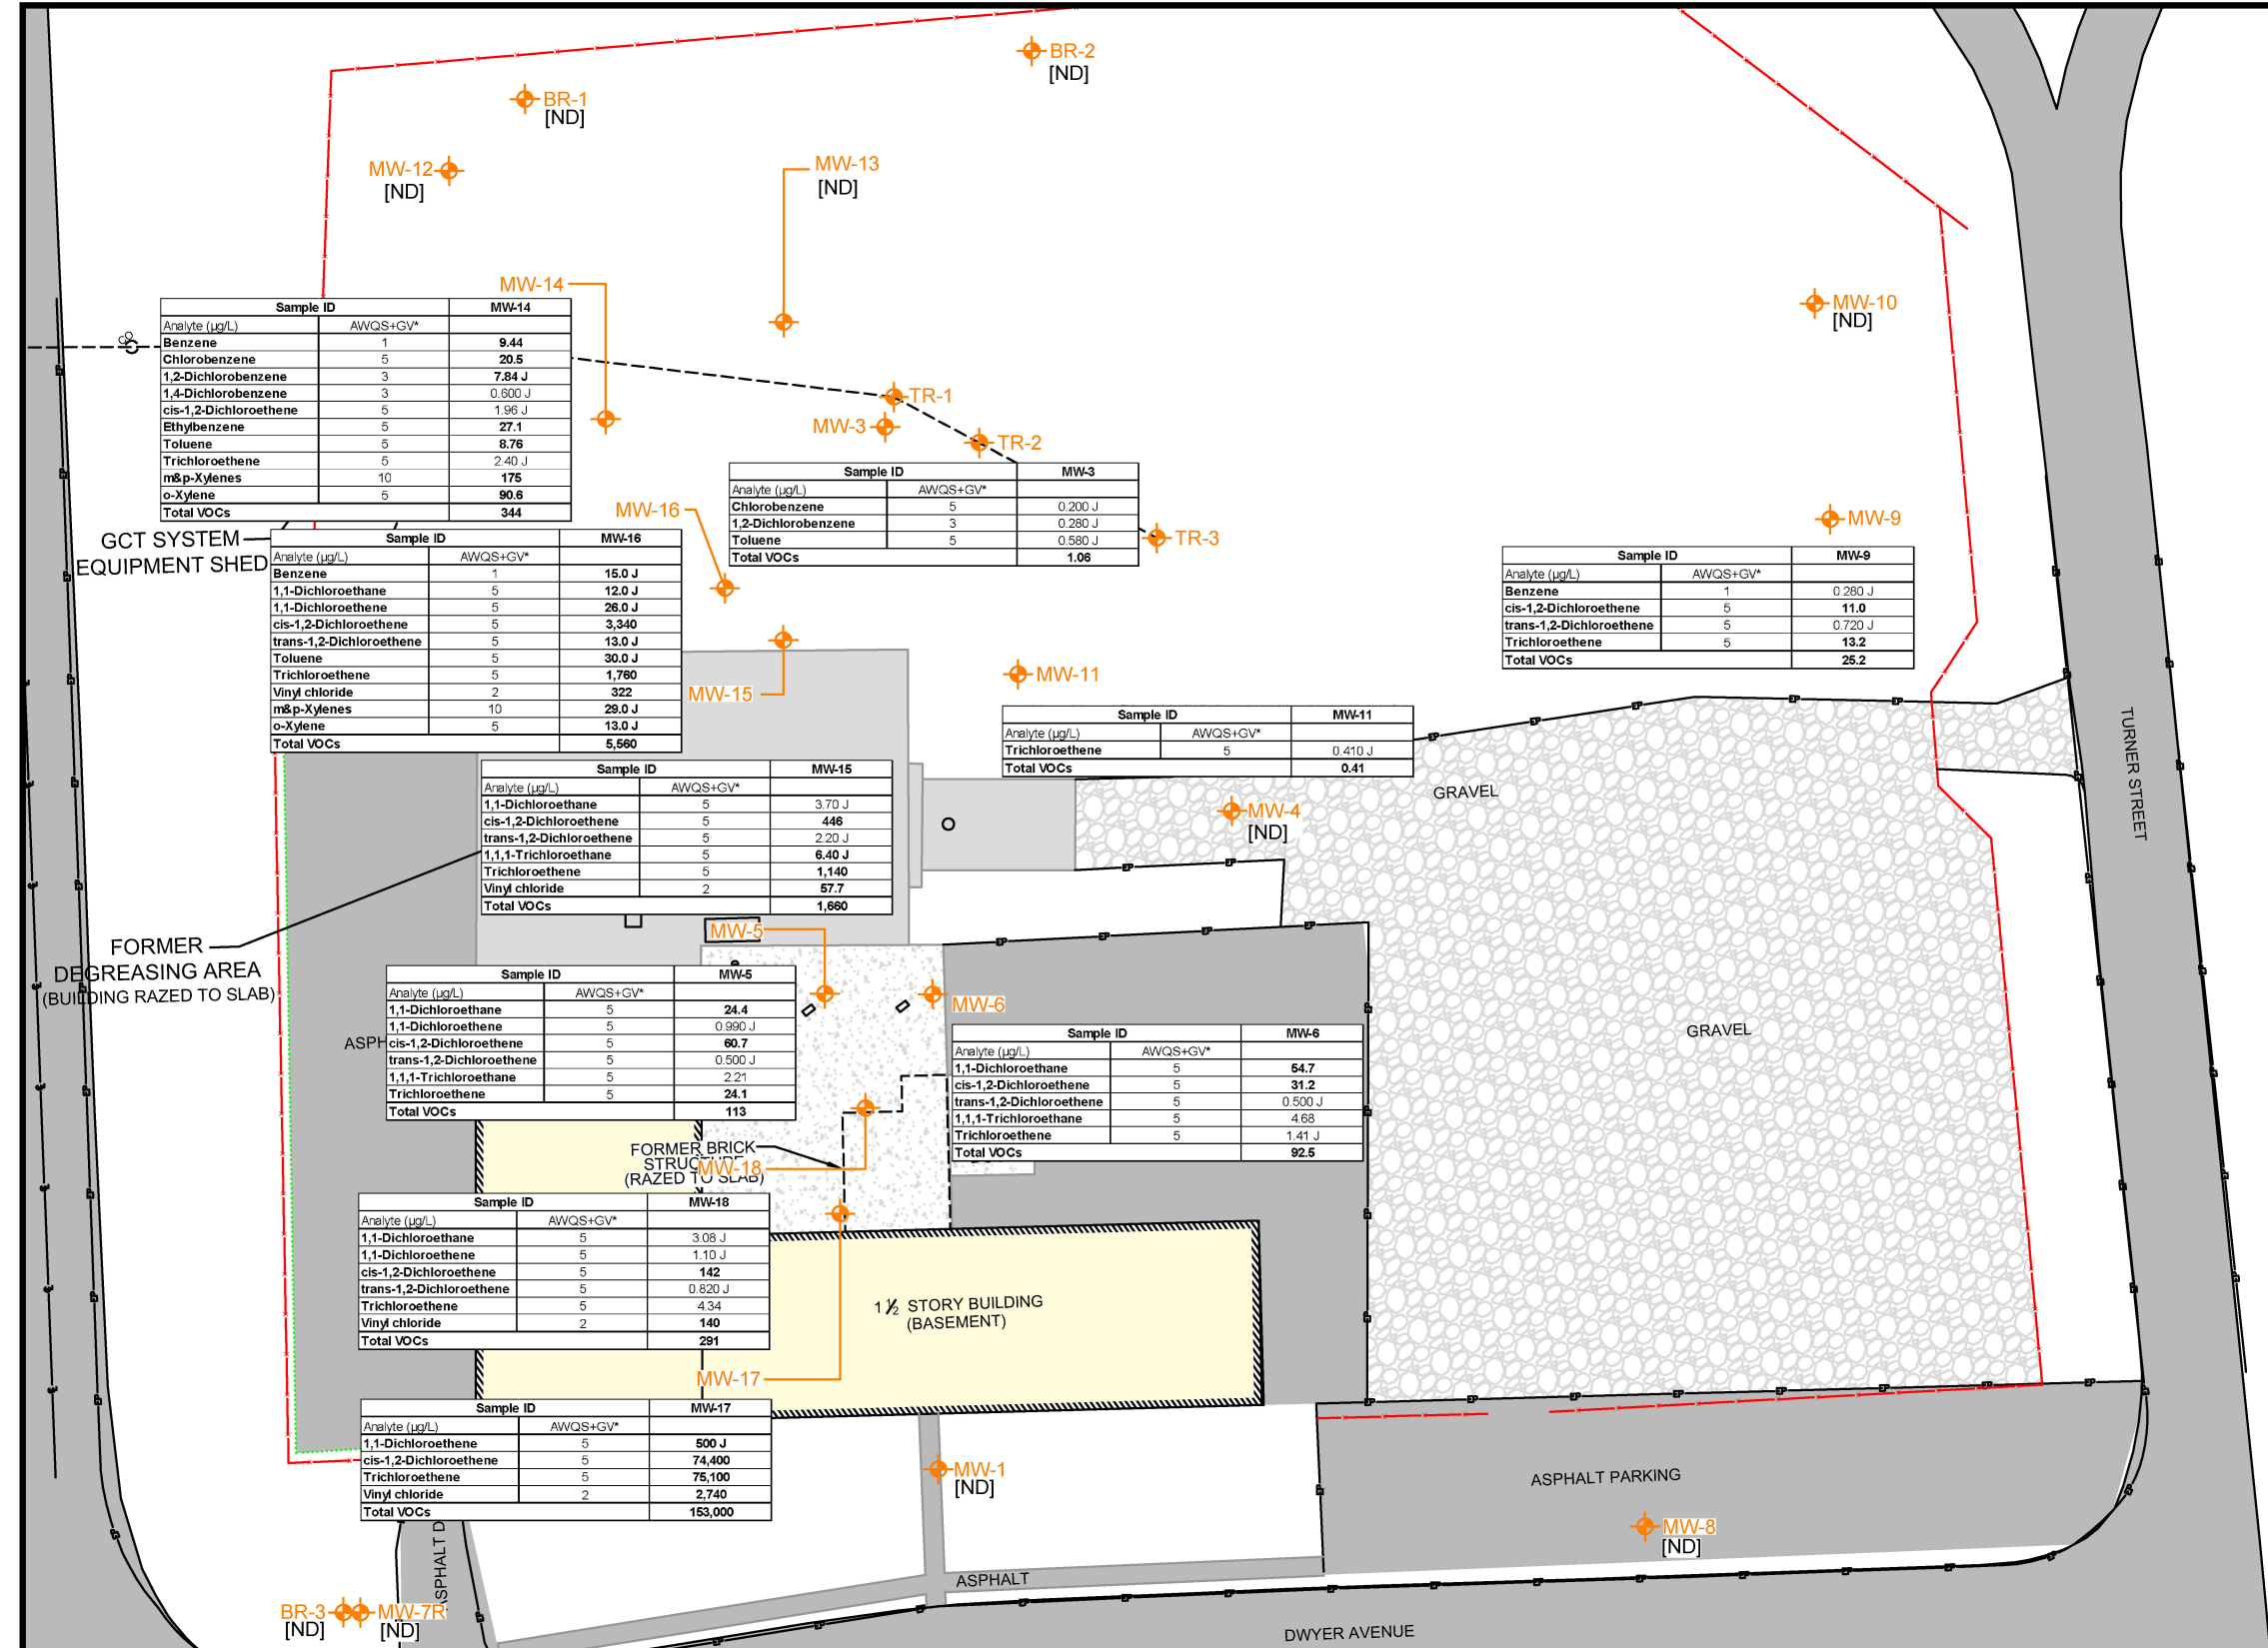 BR-2
[ND]
BR-1
[ND]
MW-12
[ND]
MW-13
[ND]
MW-14
Sample ID MW-14
Analyte (µg/L) AWQS+GV*
Benzene 1 9.44
Chlorobenzene 5 20.5
1,2-Dichlorobenzene 3 7.84 J
1,4-Dichlorobenzene 3 0.600 J
cis-1,2-Dichloroethene 5 1.96 J
Ethylbenzene 5 27.1
Toluene 5 8.76
Trichloroethene 5 2.40 J
m&p-Xylenes 10 175
o-Xylene 5 90.6
Total VOCs 344
MW-10
[ND]
TR-1
MW-3
TR-2
Sample ID MW-3
Analyte (µg/L) AWQS+GV*
Chlorobenzene 5 0.200 J
1,2-Dichlorobenzene 3 0.280 J
Toluene 5 0.580 J
Total VOCs 1.06
TR-3
MW-16
GCT SYSTEM
EQUIPMENT SHED
Sample ID MW-16
Analyte (µg/L) AWQS+GV*
Benzene 1 15.0 J
1,1-Dichloroethane 5 12.0 J
1,1-Dichloroethene 5 26.0 J
cis-1,2-Dichloroethene 5 3,340
trans-1,2-Dichloroethene 5 13.0 J
Toluene 5 30.0 J
Trichloroethene 5 1,760
Vinyl chloride 2 322
m&p-Xylenes 10 29.0 J
o-Xylene 5 13.0 J
Total VOCs 5,560
MW-9
Sample ID MW-9
Analyte (µg/L) AWQS+GV*
Benzene 1 0.280 J
cis-1,2-Dichloroethene 5 11.0
trans-1,2-Dichloroethene 5 0.720 J
Trichloroethene 5 13.2
Total VOCs 25.2
MW-15
MW-11
Sample ID MW-11
Analyte (µg/L) AWQS+GV*
Trichloroethene 5 0.410 J
Total VOCs 0.41
TURNER STREET
GRAVEL
MW-4
[ND]
Sample ID MW-15
Analyte (µg/L) AWQS+GV*
1,1-Dichloroethane 5 3.70 J
cis-1,2-Dichloroethene 5 446
trans-1,2-Dichloroethene 5 2.20 J
1,1,1-Trichloroethane 5 6.40 J
Trichloroethene 5 1,140
Vinyl chloride 2 57.7
Total VOCs 1,660
FORMER
DEGREASING AREA
(BUILDING RAZED TO SLAB)
MW-5
Sample ID MW-5
Analyte (µg/L) AWQS+GV*
1,1-Dichloroethane 5 24.4
1,1-Dichloroethene 5 0.990 J
cis-1,2-Dichloroethene 5 60.7
trans-1,2-Dichloroethene 5 0.500 J
1,1,1-Trichloroethane 5 2.21
Trichloroethene 5 24.1
Total VOCs 113
ASPH
MW-6
Sample ID MW-6
Analyte (µg/L) AWQS+GV*
1,1-Dichloroethane 5 54.7
cis-1,2-Dichloroethene 5 31.2
trans-1,2-Dichloroethene 5 0.500 J
1,1,1-Trichloroethane 5 4.68
Trichloroethene 5 1.41 J
Total VOCs 92.5
GRAVEL
FORMER BRICK
STRUCTURE
(RAZED TO SLAB)
MW-18
Sample ID MW-18
Analyte (µg/L) AWQS+GV*
1,1-Dichloroethane 5 3.08 J
1,1-Dichloroethene 5 1.10 J
cis-1,2-Dichloroethene 5 142
trans-1,2-Dichloroethene 5 0.820 J
Trichloroethene 5 4.34
Vinyl chloride 2 140
Total VOCs 291
1 1/2 STORY BUILDING
(BASEMENT)
MW-17
Sample ID MW-17
Analyte (µg/L) AWQS+GV*
1,1-Dichloroethene 5 500 J
cis-1,2-Dichloroethene 5 74,400
Trichloroethene 5 75,100
Vinyl chloride 2 2,740
Total VOCs 153,000
MW-1
[ND]
ASPHALT PARKING
MW-8
[ND]
ASPHALT D
ASPHALT
BR-3
[ND]
MW-7R
[ND]
DWYER AVENUE